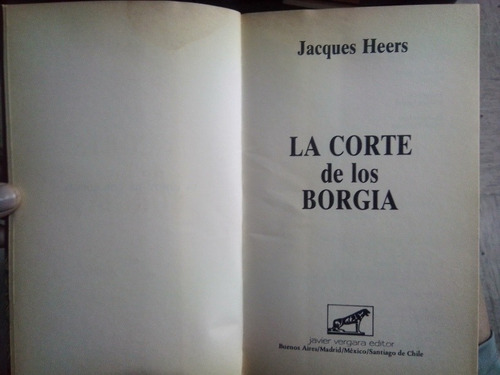 Jacques Heers
LA CORTE
de los
BORGIA
javier vergara editor
Buenos Aires/Madrid/México/Santiago de Chile